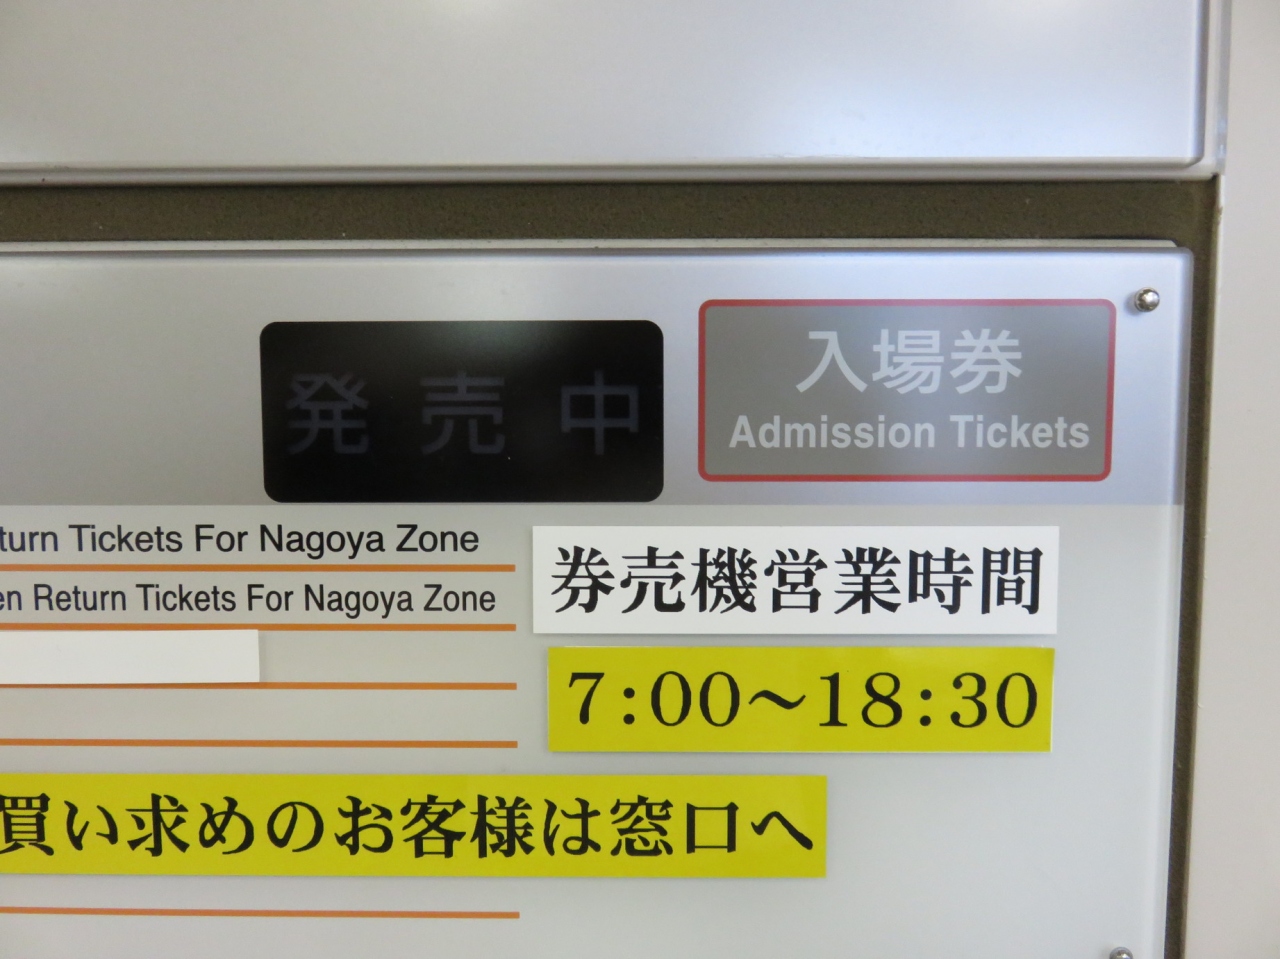 発売中
入場券
Admission Tickets
turn Tickets For Nagoya Zone
en Return Tickets For Nagoya Zone
券売機営業時間
7:00～18:30
買い求めのお客様は窓口へ